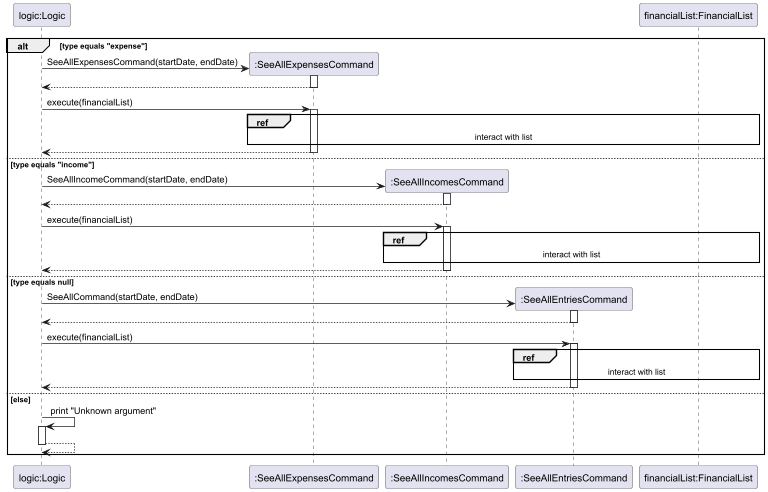 logic:Logic
financialList:FinancialList
alt
[type equals "expense"]
SeeAllExpensesCommand(startDate, endDate)
:SeeAllExpensesCommand
execute(financialList)
ref
interact with list
[type equals "income"]
SeeAllIncomeCommand(startDate, endDate)
:SeeAllIncomesCommand
execute(financialList)
ref
interact with list
[type equals null]
SeeAllCommand(startDate, endDate)
:SeeAllEntriesCommand
execute(financialList)
ref
interact with list
[else]
print "Unknown argument"
logic:Logic
:SeeAllExpensesCommand
:SeeAllIncomesCommand
:SeeAllEntriesCommand
financialList:FinancialList